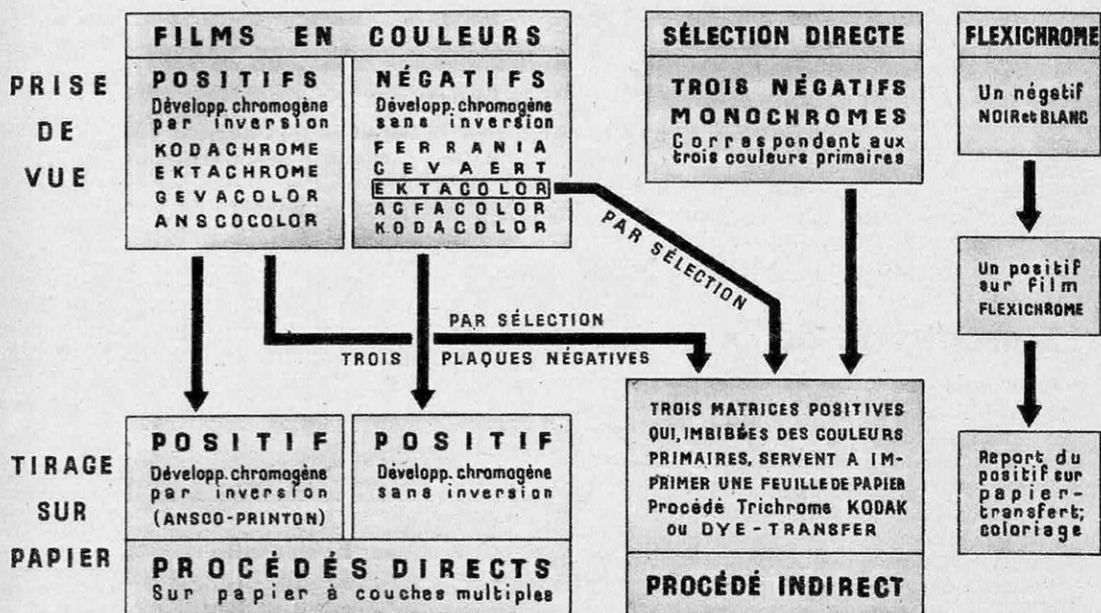 PRISE
DE
VUE
FILMS EN COULEURS
POSITIFS
Développ. chromogène
par inversion
KODACHROME
EKTACHROME
GEVACOLOR
ANSCOCOLOR
NÉGATIFS
Développ. chromogène
sans inversion
FERRANIA
GEVAERT
EKTACOLOR
AGFACOLOR
KODACOLOR
SÉLECTION DIRECTE
TROIS NÉGATIFS
MONOCHROMES
Correspondent aux
trois couleurs primaires
FLEXICHROME
Un négatif
NOIR et BLANC
PAR SÉLECTION
PAR SÉLECTION
TROIS PLAQUES NÉGATIVES
Un positif
sur film
FLEXICHROME
TIRAGE
SUR
PAPIER
POSITIF
Développ. chromogène
par inversion
(ANSCO-PRINTON)
POSITIF
Développ. chromogène
sans inversion
PROCÉDÉS DIRECTS
Sur papier à couches multiples
TROIS MATRICES POSITIVES
QUI, IMBIBÉES DES COULEURS
PRIMAIRES, SERVENT A IM-
PRIMER UNE FEUILLE DE PAPIER
Procédé Trichrome KODAK
ou DYE-TRANSFER
PROCÉDÉ INDIRECT
Report du
positif sur
papier-
transfert;
coloriage